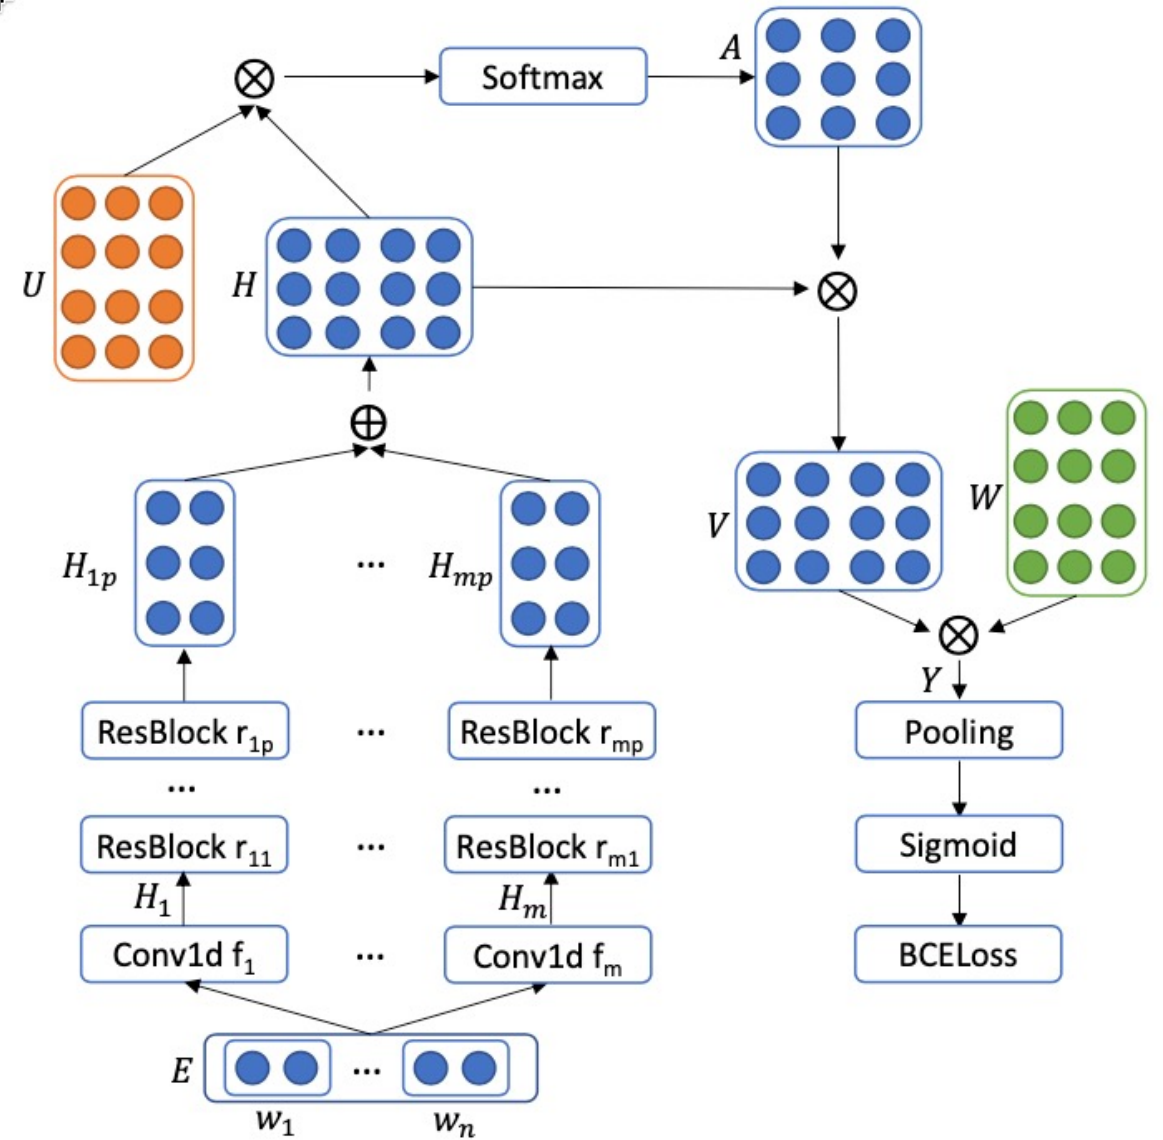 A
Softmax
U
H
W
V
H₁ₚ
...
Hₘₚ
Y
ResBlock r₁ₚ
...
ResBlock rₘₚ
Pooling
...
...
ResBlock r₁₁
...
ResBlock rₘ₁
Sigmoid
H₁
Hₘ
Conv1d f₁
...
Conv1d fₘ
BCELoss
E
...
w₁
wₙ